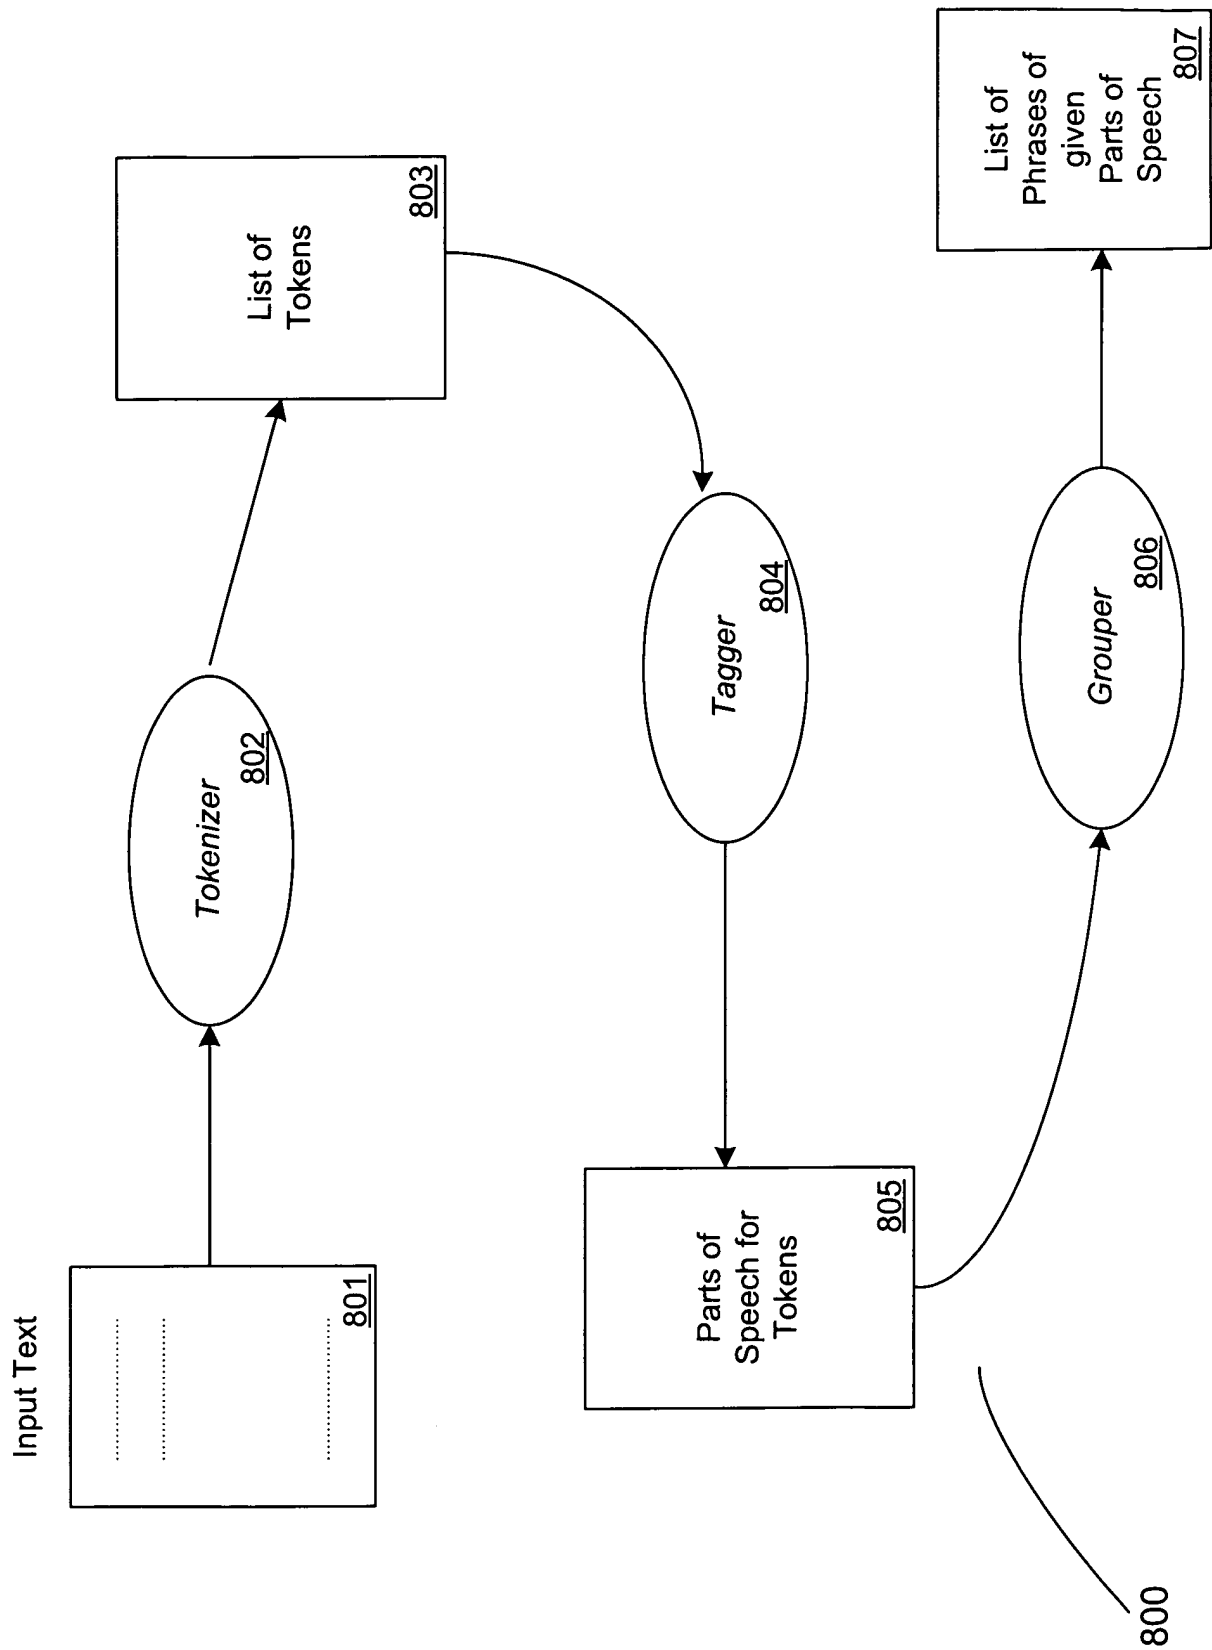 Input Text
801
Tokenizer
802
List of
Tokens
803
Tagger
804
Parts of
Speech for
Tokens
805
Grouper
806
List of
Phrases of
given
Parts of
Speech
807
800